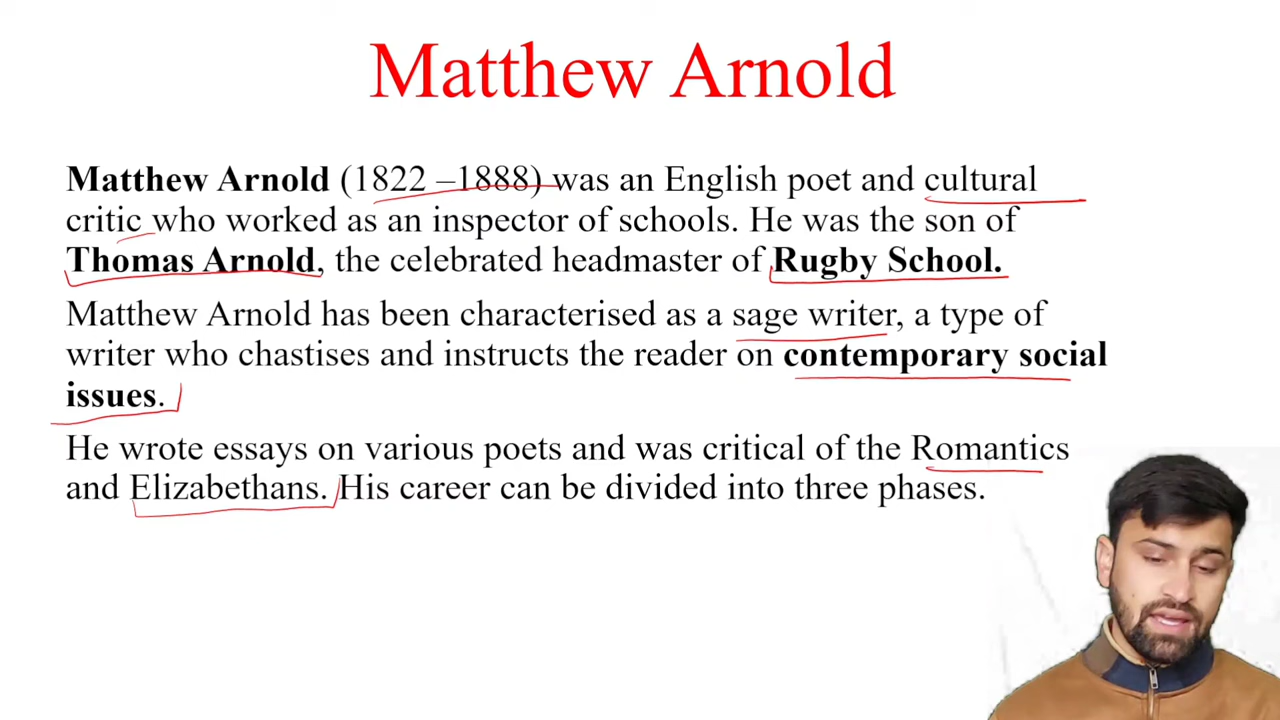 Matthew Arnold
Matthew Arnold (1822 –1888) was an English poet and cultural
critic who worked as an inspector of schools. He was the son of
Thomas Arnold, the celebrated headmaster of Rugby School.
Matthew Arnold has been characterised as a sage writer, a type of
writer who chastises and instructs the reader on contemporary social
issues.
He wrote essays on various poets and was critical of the Romantics
and Elizabethans. His career can be divided into three phases.